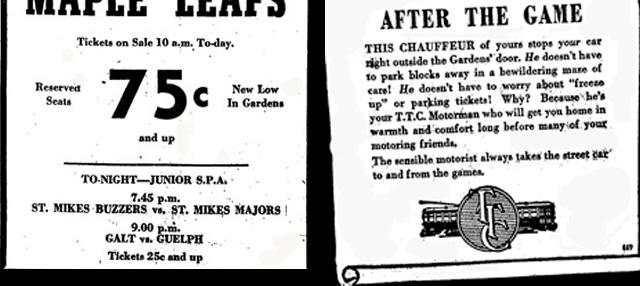 MAPLE LEAFS
Tickets on Sale 10 a.m. To-day.
Reserved
Seats
75c
New Low
In Gardens
and up
TO-NIGHT—JUNIOR S.P.A.
7.45 p.m.
ST. MIKES BUZZERS vs. ST. MIKES MAJORS
9.00 p.m.
GALT vs. GUELPH
Tickets 25c and up
AFTER THE GAME
THIS CHAUFFEUR of yours stops your car
right outside the Gardens' door. He doesn't have
to park blocks away in a bewildering maze of
cars! He doesn't have to worry about "freeze
up" or parking tickets! Why? Because he's
your T.T.C. Motorman who will get you home in
warmth and comfort long before many of your
motoring friends.
The sensible motorist always takes the street car
to and from the games.
TTC